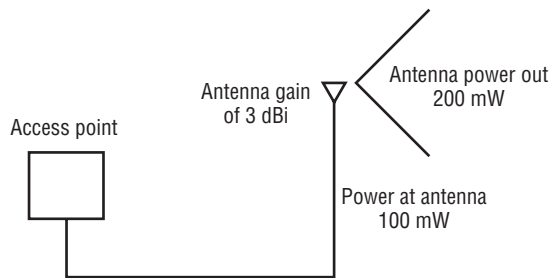 Access point
Antenna gain
of 3 dBi
Antenna power out
200 mW
Power at antenna
100 mW